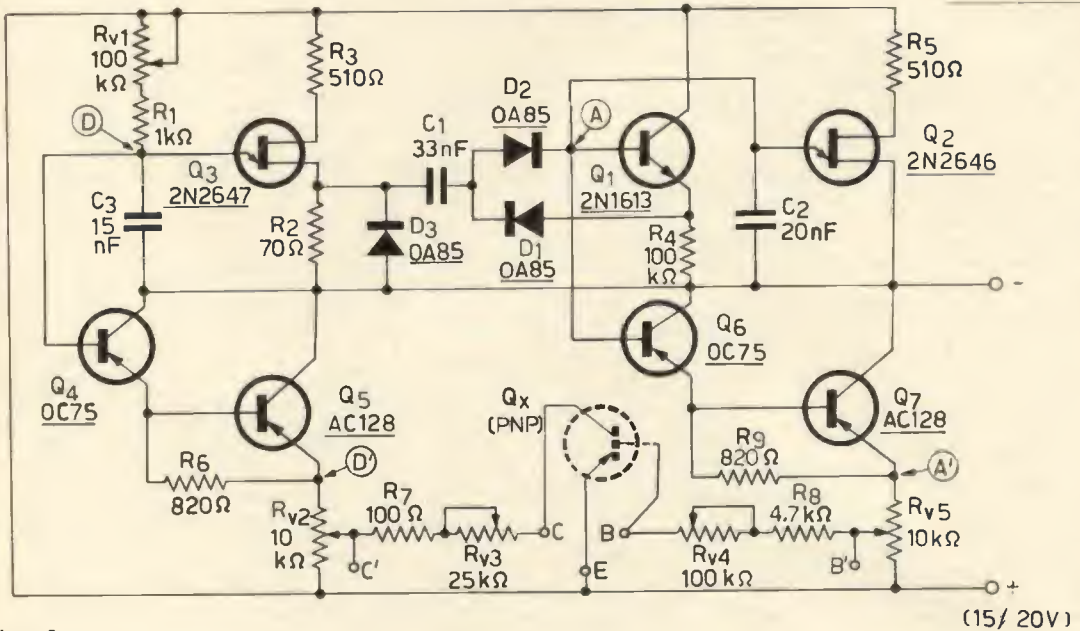 Rv1
100
kΩ
R1
1kΩ
D
C3
15
nF
R3
510Ω
Q3
2N2647
R2
70Ω
D3
OA85
C1
33nF
D2
OA85
D1
OA85
A
Q1
2N1613
R4
100
kΩ
C2
20nF
R5
510Ω
Q2
2N2646
-
Q4
OC75
Q5
AC128
D'
R6
820Ω
Rv2
10
kΩ
C'
R7
100Ω
Rv3
25kΩ
C
Qx
(PNP)
E
B
Q6
OC75
Q7
AC128
R9
820Ω
A'
Rv4
100kΩ
R8
4.7kΩ
B'
Rv5
10kΩ
+
(15/20V)